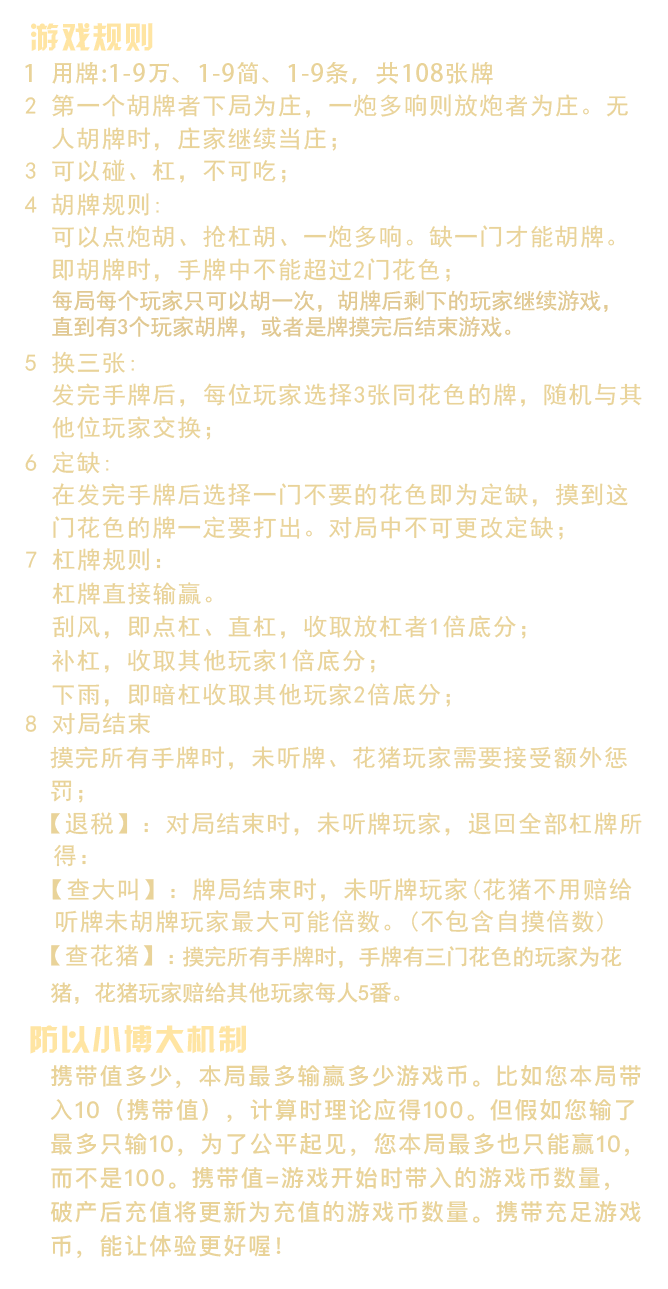 游戏规则
1 用牌:1-9万、1-9筒、1-9条，共108张牌
2 第一个胡牌者下局为庄，一炮多响则放炮者为庄。无
人胡牌时，庄家继续当庄；
3 可以碰、杠，不可吃；
4 胡牌规则:
可以点炮胡、抢杠胡、一炮多响。缺一门才能胡牌。
即胡牌时，手牌中不能超过2门花色；
每局每个玩家只可以胡一次，胡牌后剩下的玩家继续游戏，
直到有3个玩家胡牌，或者是牌摸完后结束游戏。
5 换三张:
发完手牌后，每位玩家选择3张同花色的牌，随机与其
他位玩家交换；
6 定缺:
在发完手牌后选择一门不要的花色即为定缺，摸到这
门花色的牌一定要打出。对局中不可更改定缺；
7 杠牌规则：
杠牌直接输赢。
刮风，即点杠、直杠，收取放杠者1倍底分；
补杠，收取其他玩家1倍底分；
下雨，即暗杠收取其他玩家2倍底分；
8 对局结束
摸完所有手牌时，未听牌、花猪玩家需要接受额外惩
罚；
【退税】：对局结束时，未听牌玩家，退回全部杠牌所
得：
【查大叫】：牌局结束时，未听牌玩家(花猪不用赔给
听牌未胡牌玩家最大可能倍数。(不包含自摸倍数)
【查花猪】：摸完所有手牌时，手牌有三门花色的玩家为花
猪，花猪玩家赔给其他玩家每人5番。
防以小博大机制
携带值多少，本局最多输赢多少游戏币。比如您本局带
入10（携带值），计算时理论应得100。但假如您输了
最多只输10，为了公平起见，您本局最多也只能赢10，
而不是100。携带值=游戏开始时带入的游戏币数量，
破产后充值将更新为充值的游戏币数量。携带充足游戏
币，能让体验更好喔！